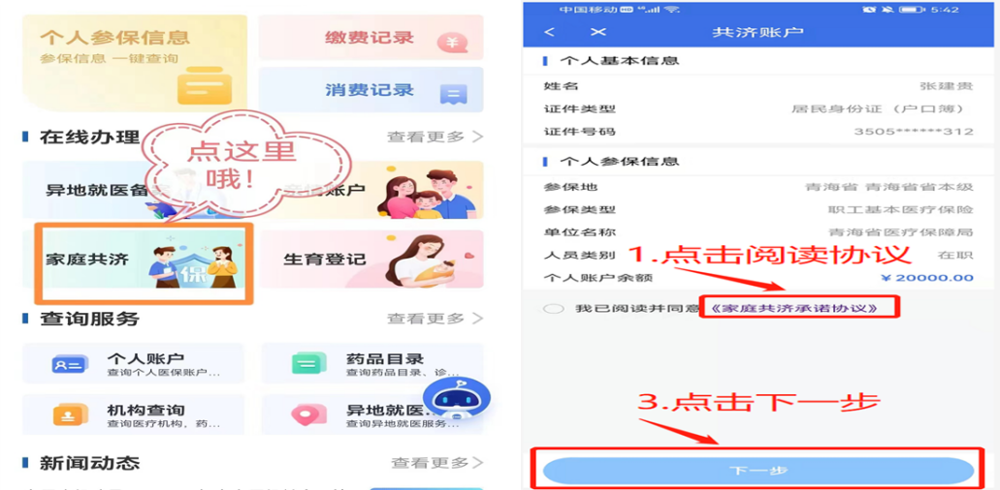 个人参保信息
参保信息 一键查询
缴费记录
消费记录
在线办理
查看更多
点这里
哦！
异地就医备
账户
家庭共济
保
生育登记
查询服务
查看更多
个人账户
查询个人医保账户...
药品目录
查询药品目录、诊...
机构查询
查询医疗机构，药...
异地就医...
查询异地就医服务...
新闻动态
查看更多
中国移动 HD 5:42
共济账户
个人基本信息
姓名 张建贵
证件类型 居民身份证（户口簿）
证件号码 3505******312
个人参保信息
参保地 青海省 青海省省本级
参保类型 职工基本医疗保险
单位名称 青海省医疗保障局
人员类别 在职
1.点击阅读协议
个人账户余额 ￥20000.00
我已阅读并同意《家庭共济承诺协议》
3.点击下一步
下一步